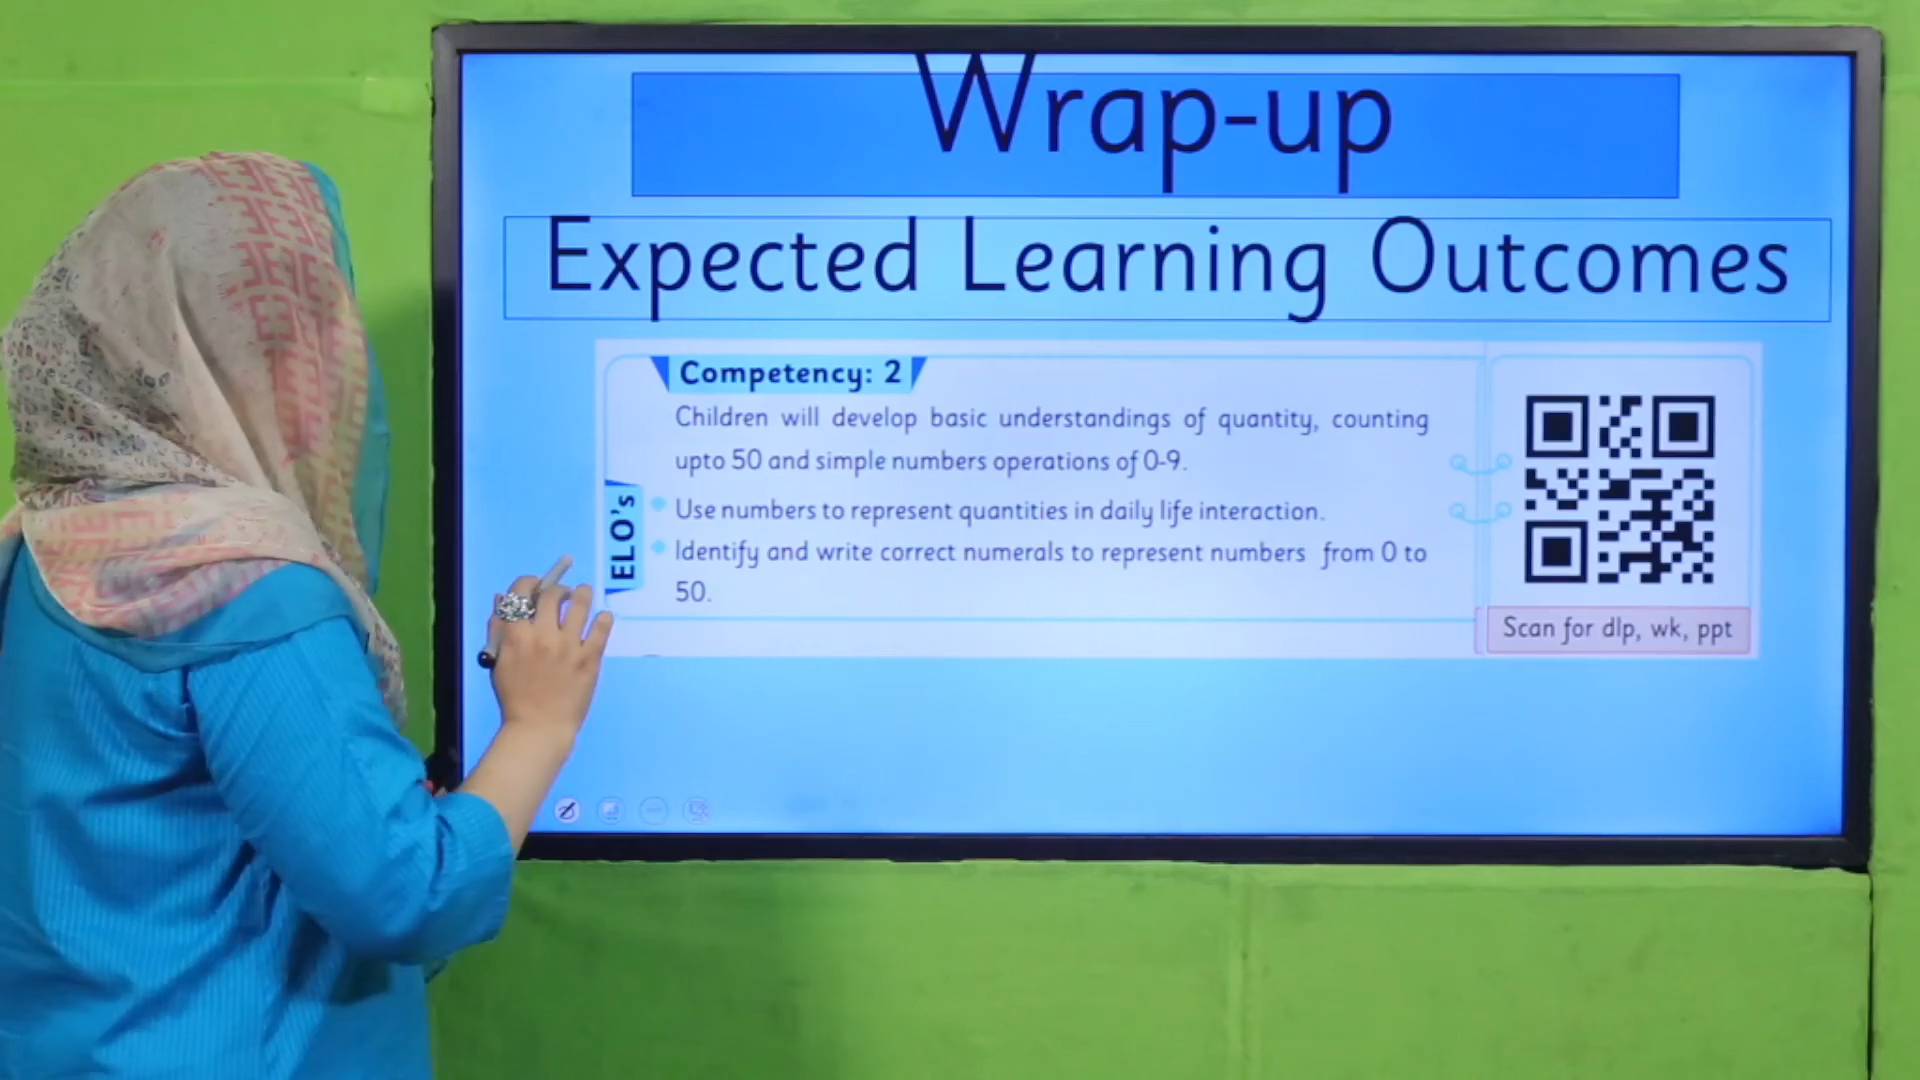 Wrap-up
Expected Learning Outcomes
Competency: 2
Children will develop basic understandings of quantity, counting
upto 50 and simple numbers operations of 0-9.
ELO's
Use numbers to represent quantities in daily life interaction.
Identify and write correct numerals to represent numbers from 0 to
50.
Scan for dlp, wk, ppt